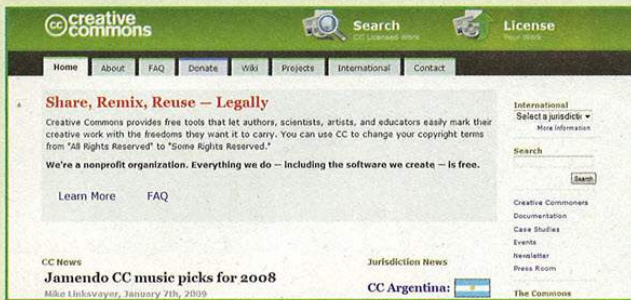 cc creative commons
Search
CC Licensed Work
License
Your Work
Home About FAQ Donate Wiki Projects International Contact
Share, Remix, Reuse — Legally
Creative Commons provides free tools that let authors, scientists, artists, and educators easily mark their
creative work with the freedoms they want it to carry. You can use CC to change your copyright terms
from "All Rights Reserved" to "Some Rights Reserved."
We're a nonprofit organization. Everything we do — including the software we create — is free.
Learn More FAQ
CC News
Jamendo CC music picks for 2008
Mike Linksvayer, January 7th, 2009
Jurisdiction News
CC Argentina:
International
Select a jurisdictic
More Information
Search
Search
Creative Commoners
Documentation
Case Studies
Events
Newsletter
Press Room
The Commons